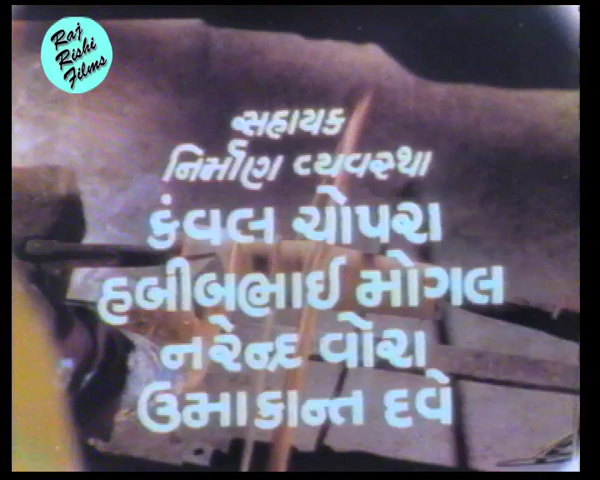 Raj
Rishi
Films
સહાયક
નિર્માણ વ્યવસ્થા
કંવલ ચોપરા
હબીબભાઈ મોગલ
નરેન્દ્ર વોરા
ઉમાકાન્ત દવે